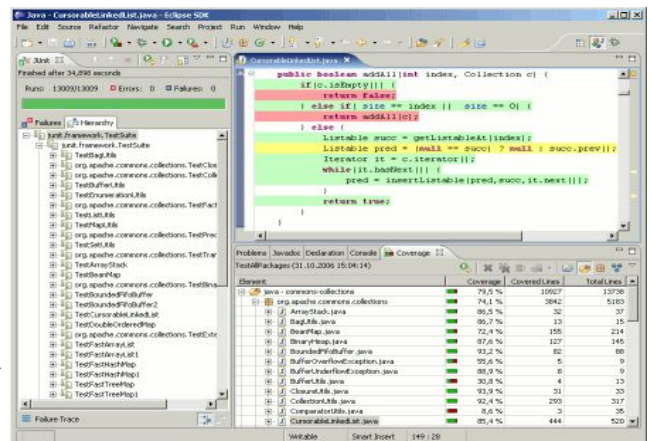 Java - CursorableLinkedList.java - Eclipse SDK
File Edit Source Refactor Navigate Search Project Run Window Help
JUnit
Finished after 34,898 seconds
Runs: 13009/13009 Errors: 0 Failures: 0
Failures Hierarchy
junit.framework.TestSuite
junit.framework.TestSuite
TestBagUtils
org.apache.commons.collections.TestClos
org.apache.commons.collections.TestColle
TestBufferUtils
TestEnumerationUtils
org.apache.commons.collections.TestFact
TestListUtils
TestMapUtils
org.apache.commons.collections.TestPrec
TestSetUtils
org.apache.commons.collections.TestTrar
TestArrayStack
TestBeanMap
org.apache.commons.collections.TestBina
TestBoundedFifoBuffer
TestBoundedFifoBuffer2
TestCursorableLinkedList
TestDoubleOrderedMap
org.apache.commons.collections.TestExte
TestFastArrayList
TestFastArrayList1
TestFastHashMap
TestFastHashMap1
TestFastTreeMap
TestFastTreeMap1
Failure Trace
CursorableLinkedList.java
public boolean addAll(int index, Collection c) {
if(c.isEmpty()) {
return false;
} else if( size == index || size == 0) {
return addAll(c);
} else {
Listable succ = getListableAt(index);
Listable pred = (null == succ) ? null : succ.prev();
Iterator it = c.iterator();
while(it.hasNext()) {
pred = insertListable(pred,succ,it.next());
}
return true;
}
}
Problems Javadoc Declaration Console Coverage
TestAllPackages (31.10.2006 15:04:14)
Element Coverage Covered Lines Total Lines
java - commons-collections 79,5 % 10927 13738
org.apache.commons.collections 74,1 % 3842 5183
ArrayStack.java 86,5 % 32 37
BagUtils.java 86,7 % 13 15
BeanMap.java 72,4 % 155 214
BinaryHeap.java 87,6 % 127 145
BoundedFifoBuffer.java 93,2 % 82 88
BufferOverflowException.java 55,6 % 5 9
BufferUnderflowException.java 88,9 % 8 9
BufferUtils.java 30,8 % 4 13
ClosureUtils.java 93,9 % 31 33
CollectionUtils.java 92,4 % 293 317
ComparatorUtils.java 8,6 % 3 35
CursorableLinkedList.java 85,4 % 444 520
Writable Smart Insert 149 : 28